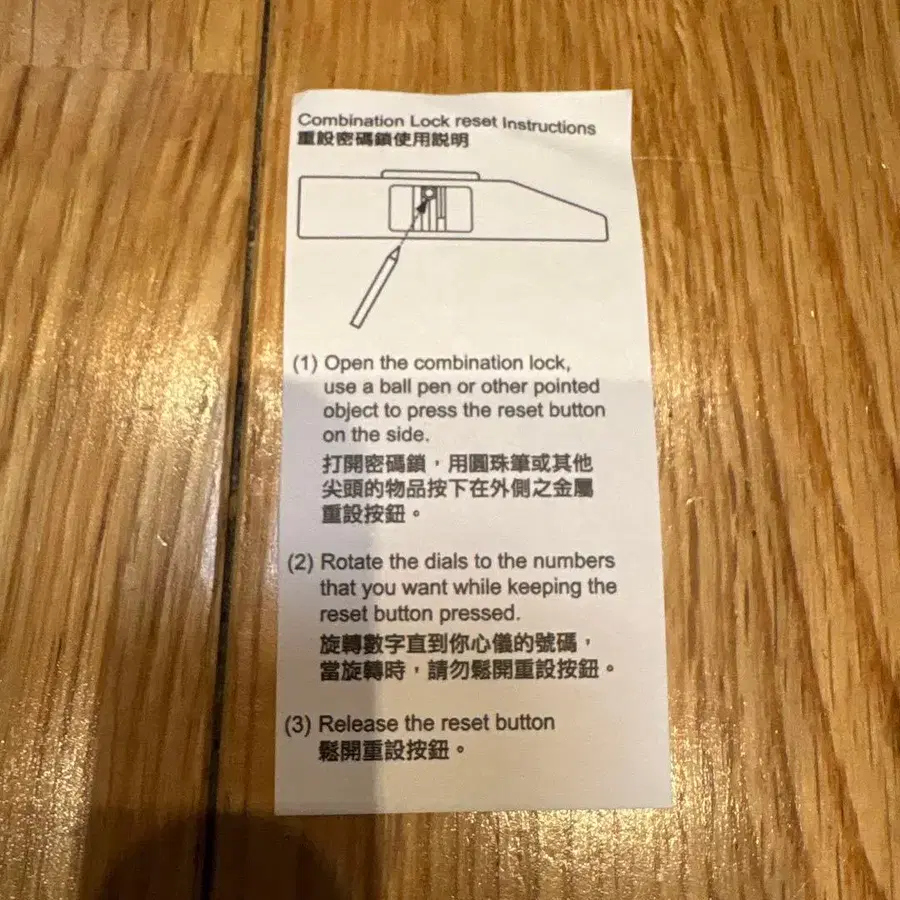 Combination Lock reset Instructions
重設密碼鎖使用説明
(1) Open the combination lock,
use a ball pen or other pointed
object to press the reset button
on the side.
打開密碼鎖，用圓珠筆或其他
尖頭的物品按下在外側之金屬
重設按鈕。
(2) Rotate the dials to the numbers
that you want while keeping the
reset button pressed.
旋轉數字直到你心儀的號碼，
當旋轉時，請勿鬆開重設按鈕。
(3) Release the reset button
鬆開重設按鈕。